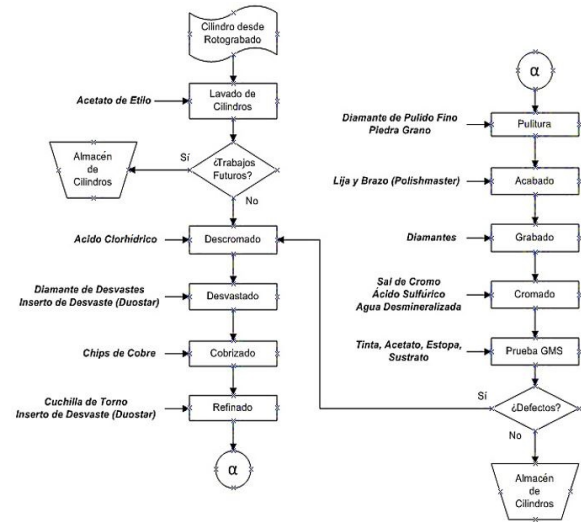 Cilindro desde
Rotograbado
Acetato de Etilo
Lavado de
Cilindros
Almacén
de
Cilindros
Sí
¿Trabajos
Futuros?
No
Acido Clorhídrico
Descromado
Diamante de Desvastes
Inserto de Desvaste (Duostar)
Desvastado
Chips de Cobre
Cobrizado
Cuchilla de Torno
Inserto de Desvaste (Duostar)
Refinado
α
α
Diamante de Pulido Fino
Piedra Grano
Pulitura
Lija y Brazo (Polishmaster)
Acabado
Diamantes
Grabado
Sal de Cromo
Ácido Sulfúrico
Agua Desmineralizada
Cromado
Tinta, Acetato, Estopa,
Sustrato
Prueba GMS
Sí
¿Defectos?
No
Almacén
de
Cilindros